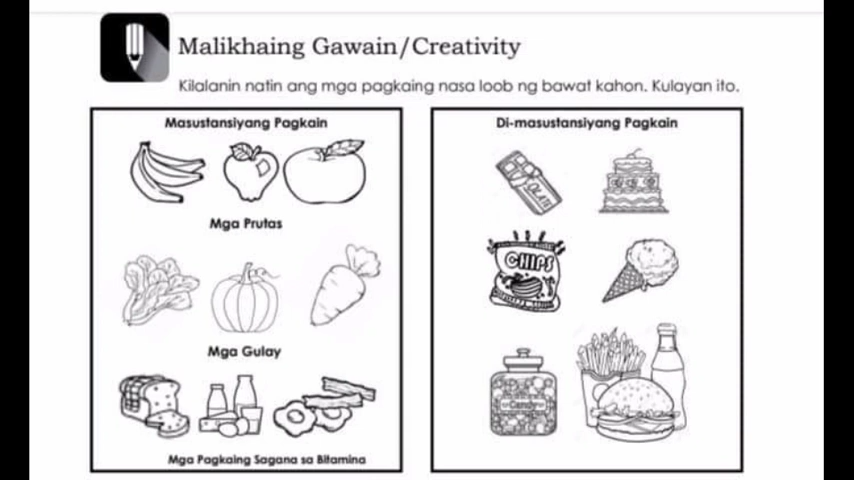 Malikhaing Gawain/Creativity
Kilalanin natin ang mga pagkaing nasa loob ng bawat kahon. Kulayan ito.
Masustansiyang Pagkain
Mga Prutas
Mga Gulay
Mga Pagkaing Sagana sa Bitamina
Di-masustansiyang Pagkain
CHIPS
Candy